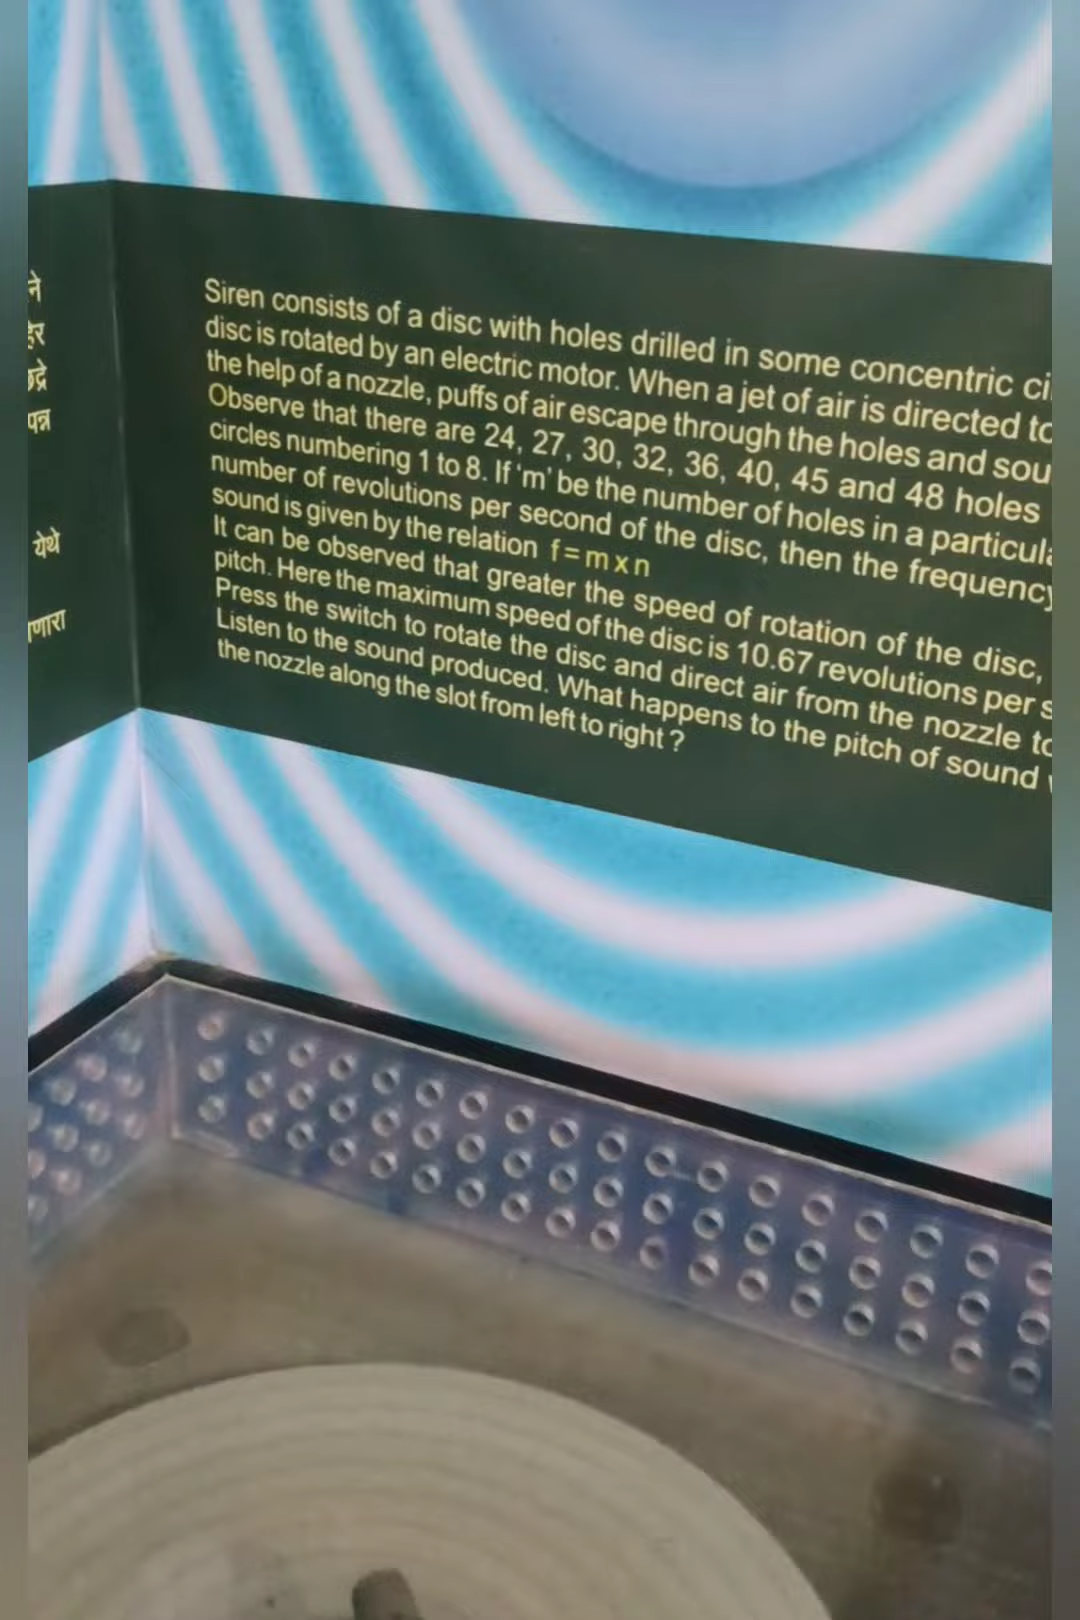 ने
येथे
Siren consists of a disc with holes drilled in some concentric
disc is rotated by an electric motor. When a jet of air is directed
the help of a nozzle, puffs of air escape through the holes and
Observe that there are 24, 27, 30, 32, 36, 40, 45 and 48 holes
circles numbering 1 to 8. If 'm' be the number of holes in a
number of revolutions per second of the disc, then the frequency
sound is given by the relation f = m x n
It can be observed that greater the speed of rotation of the disc,
pitch. Here the maximum speed of the disc is 10.67 revolutions per
Press the switch to rotate the disc and direct air from the nozzle
Listen to the sound produced. What happens to the pitch of sound
the nozzle along the slot from left to right ?